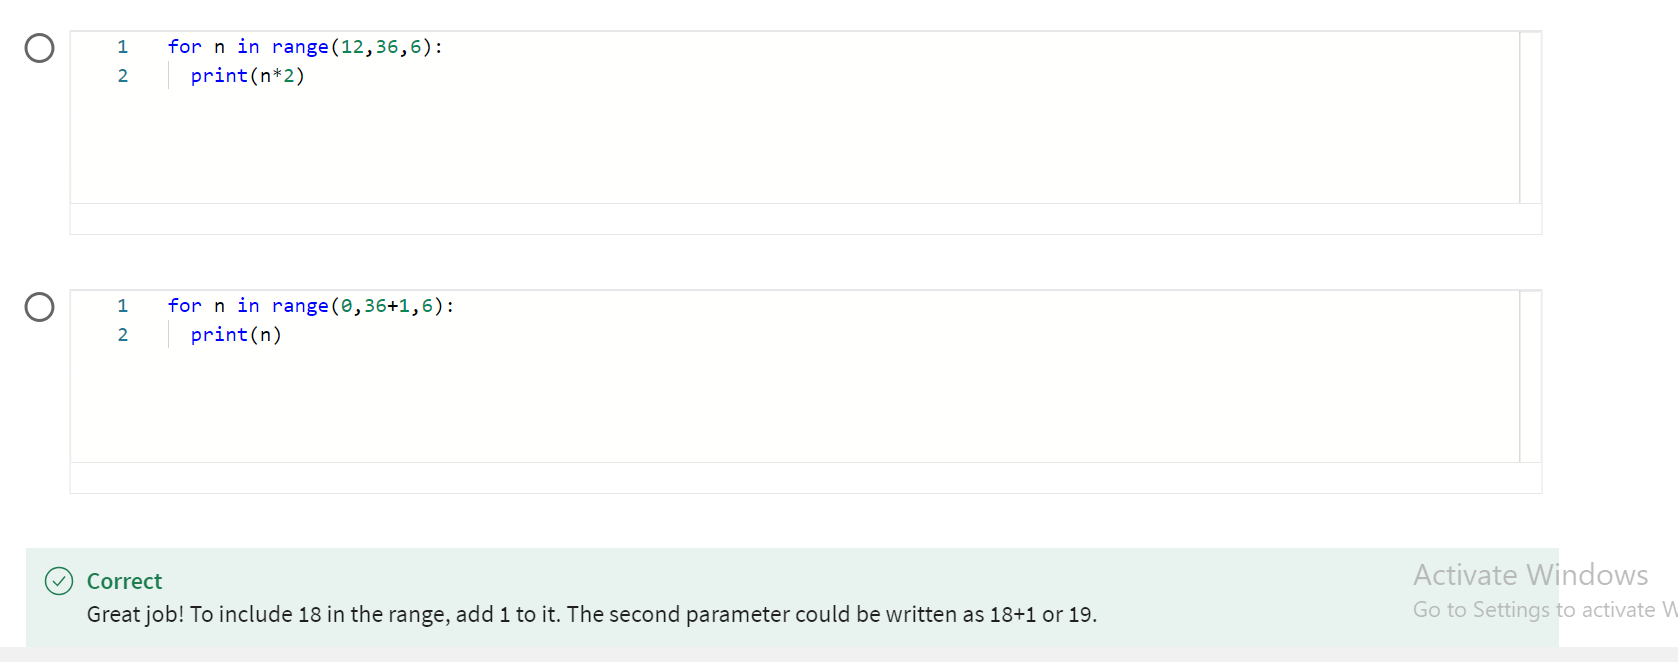 1 for n in range(12,36,6):
2 print(n*2)
1 for n in range(0,36+1,6):
2 print(n)
Correct
Great job! To include 18 in the range, add 1 to it. The second parameter could be written as 18+1 or 19.
Activate Windows
Go to Settings to activate W